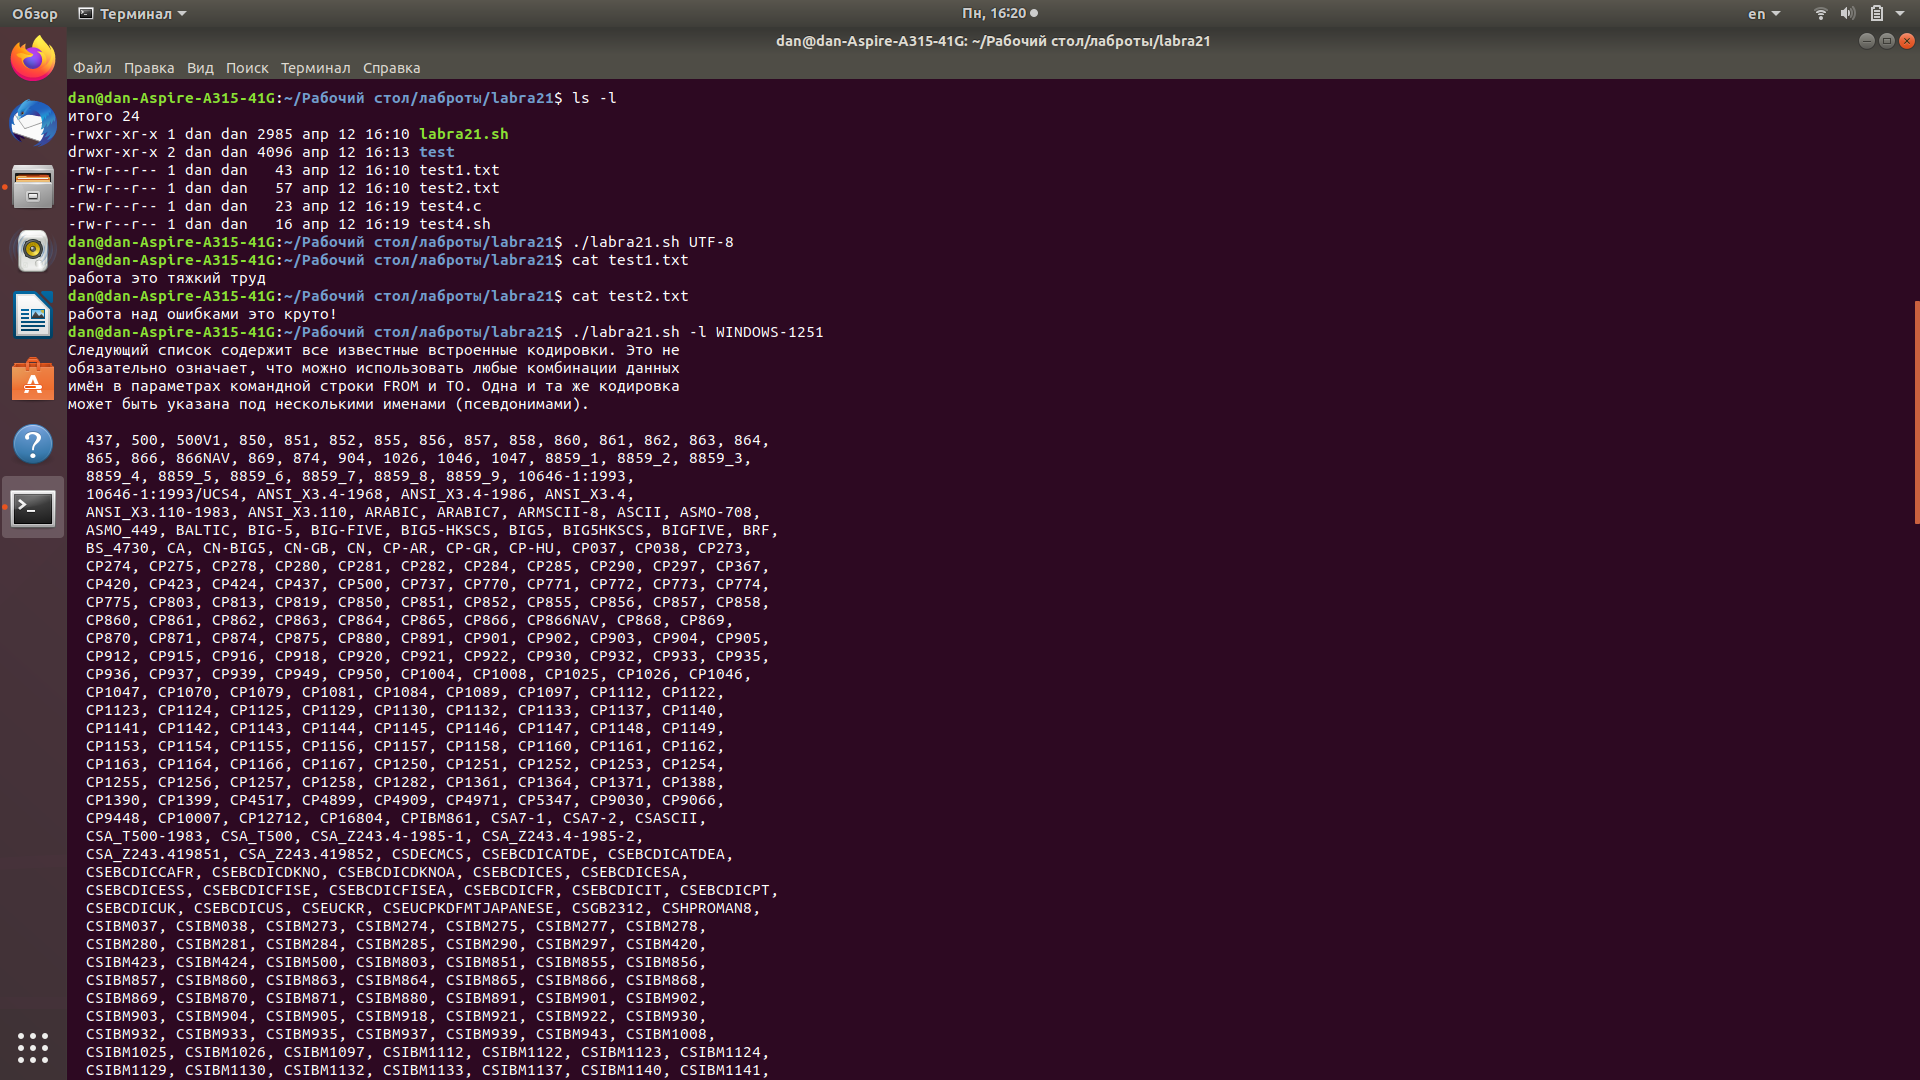 Обзор Терминал Пн, 16:20 en
dan@dan-Aspire-A315-41G: ~/Рабочий стол/лаброты/labra21
Файл Правка Вид Поиск Терминал Справка
dan@dan-Aspire-A315-41G:~/Рабочий стол/лаброты/labra21$ ls -l
итого 24
-rwxr-xr-x 1 dan dan 2985 апр 12 16:10 labra21.sh
drwxr-xr-x 2 dan dan 4096 апр 12 16:13 test
-rw-r--r-- 1 dan dan   43 апр 12 16:10 test1.txt
-rw-r--r-- 1 dan dan   57 апр 12 16:10 test2.txt
-rw-r--r-- 1 dan dan   23 апр 12 16:19 test4.c
-rw-r--r-- 1 dan dan   16 апр 12 16:19 test4.sh
dan@dan-Aspire-A315-41G:~/Рабочий стол/лаброты/labra21$ ./labra21.sh UTF-8
dan@dan-Aspire-A315-41G:~/Рабочий стол/лаброты/labra21$ cat test1.txt
работа это тяжкий труд
dan@dan-Aspire-A315-41G:~/Рабочий стол/лаброты/labra21$ cat test2.txt
работа над ошибками это круто!
dan@dan-Aspire-A315-41G:~/Рабочий стол/лаброты/labra21$ ./labra21.sh -l WINDOWS-1251
Следующий список содержит все известные встроенные кодировки. Это не
обязательно означает, что можно использовать любые комбинации данных
имён в параметрах командной строки FROM и TO. Одна и та же кодировка
может быть указана под несколькими именами (псевдонимами).
437, 500, 500V1, 850, 851, 852, 855, 856, 857, 858, 860, 861, 862, 863, 864,
865, 866, 866NAV, 869, 874, 904, 1026, 1046, 1047, 8859_1, 8859_2, 8859_3,
8859_4, 8859_5, 8859_6, 8859_7, 8859_8, 8859_9, 10646-1:1993,
10646-1:1993/UCS4, ANSI_X3.4-1968, ANSI_X3.4-1986, ANSI_X3.4,
ANSI_X3.110-1983, ANSI_X3.110, ARABIC, ARABIC7, ARMSCII-8, ASCII, ASMO-708,
ASMO_449, BALTIC, BIG-5, BIG-FIVE, BIG5-HKSCS, BIG5, BIG5HKSCS, BIGFIVE, BRF,
BS_4730, CA, CN-BIG5, CN-GB, CN, CP-AR, CP-GR, CP-HU, CP037, CP038, CP273,
CP274, CP275, CP278, CP280, CP281, CP282, CP284, CP285, CP290, CP297, CP367,
CP420, CP423, CP424, CP437, CP500, CP737, CP770, CP771, CP772, CP773, CP774,
CP775, CP803, CP813, CP819, CP850, CP851, CP852, CP855, CP856, CP857, CP858,
CP860, CP861, CP862, CP863, CP864, CP865, CP866, CP866NAV, CP868, CP869,
CP870, CP871, CP874, CP875, CP880, CP891, CP901, CP902, CP903, CP904, CP905,
CP912, CP915, CP916, CP918, CP920, CP921, CP922, CP930, CP932, CP933, CP935,
CP936, CP937, CP939, CP949, CP950, CP1004, CP1008, CP1025, CP1026, CP1046,
CP1047, CP1070, CP1079, CP1081, CP1084, CP1089, CP1097, CP1112, CP1122,
CP1123, CP1124, CP1125, CP1129, CP1130, CP1132, CP1133, CP1137, CP1140,
CP1141, CP1142, CP1143, CP1144, CP1145, CP1146, CP1147, CP1148, CP1149,
CP1153, CP1154, CP1155, CP1156, CP1157, CP1158, CP1160, CP1161, CP1162,
CP1163, CP1164, CP1166, CP1167, CP1250, CP1251, CP1252, CP1253, CP1254,
CP1255, CP1256, CP1257, CP1258, CP1282, CP1361, CP1364, CP1371, CP1388,
CP1390, CP1399, CP4517, CP4899, CP4909, CP4971, CP5347, CP9030, CP9066,
CP9448, CP10007, CP12712, CP16804, CPIBM861, CSA7-1, CSA7-2, CSASCII,
CSA_T500-1983, CSA_T500, CSA_Z243.4-1985-1, CSA_Z243.4-1985-2,
CSA_Z243.419851, CSA_Z243.419852, CSDECMCS, CSEBCDICATDE, CSEBCDICATDEA,
CSEBCDICCAFR, CSEBCDICDKNO, CSEBCDICDKNOA, CSEBCDICES, CSEBCDICESA,
CSEBCDICESS, CSEBCDICFISE, CSEBCDICFISEA, CSEBCDICFR, CSEBCDICIT, CSEBCDICPT,
CSEBCDICUK, CSEBCDICUS, CSEUCKR, CSEUCPKDFMTJAPANESE, CSGB2312, CSHPROMAN8,
CSIBM037, CSIBM038, CSIBM273, CSIBM274, CSIBM275, CSIBM277, CSIBM278,
CSIBM280, CSIBM281, CSIBM284, CSIBM285, CSIBM290, CSIBM297, CSIBM420,
CSIBM423, CSIBM424, CSIBM500, CSIBM803, CSIBM851, CSIBM855, CSIBM856,
CSIBM857, CSIBM860, CSIBM863, CSIBM864, CSIBM865, CSIBM866, CSIBM868,
CSIBM869, CSIBM870, CSIBM871, CSIBM880, CSIBM891, CSIBM901, CSIBM902,
CSIBM903, CSIBM904, CSIBM905, CSIBM918, CSIBM921, CSIBM922, CSIBM930,
CSIBM932, CSIBM933, CSIBM935, CSIBM937, CSIBM939, CSIBM943, CSIBM1008,
CSIBM1025, CSIBM1026, CSIBM1097, CSIBM1112, CSIBM1122, CSIBM1123, CSIBM1124,
CSIBM1129, CSIBM1130, CSIBM1132, CSIBM1133, CSIBM1137, CSIBM1140, CSIBM1141,